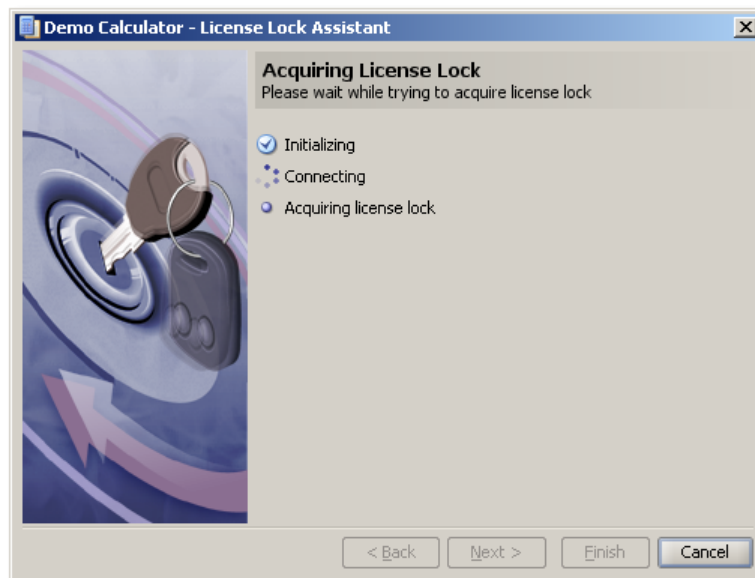 Demo Calculator - License Lock Assistant
Acquiring License Lock
Please wait while trying to acquire license lock
Initializing
Connecting
Acquiring license lock
< Back
Next >
Finish
Cancel